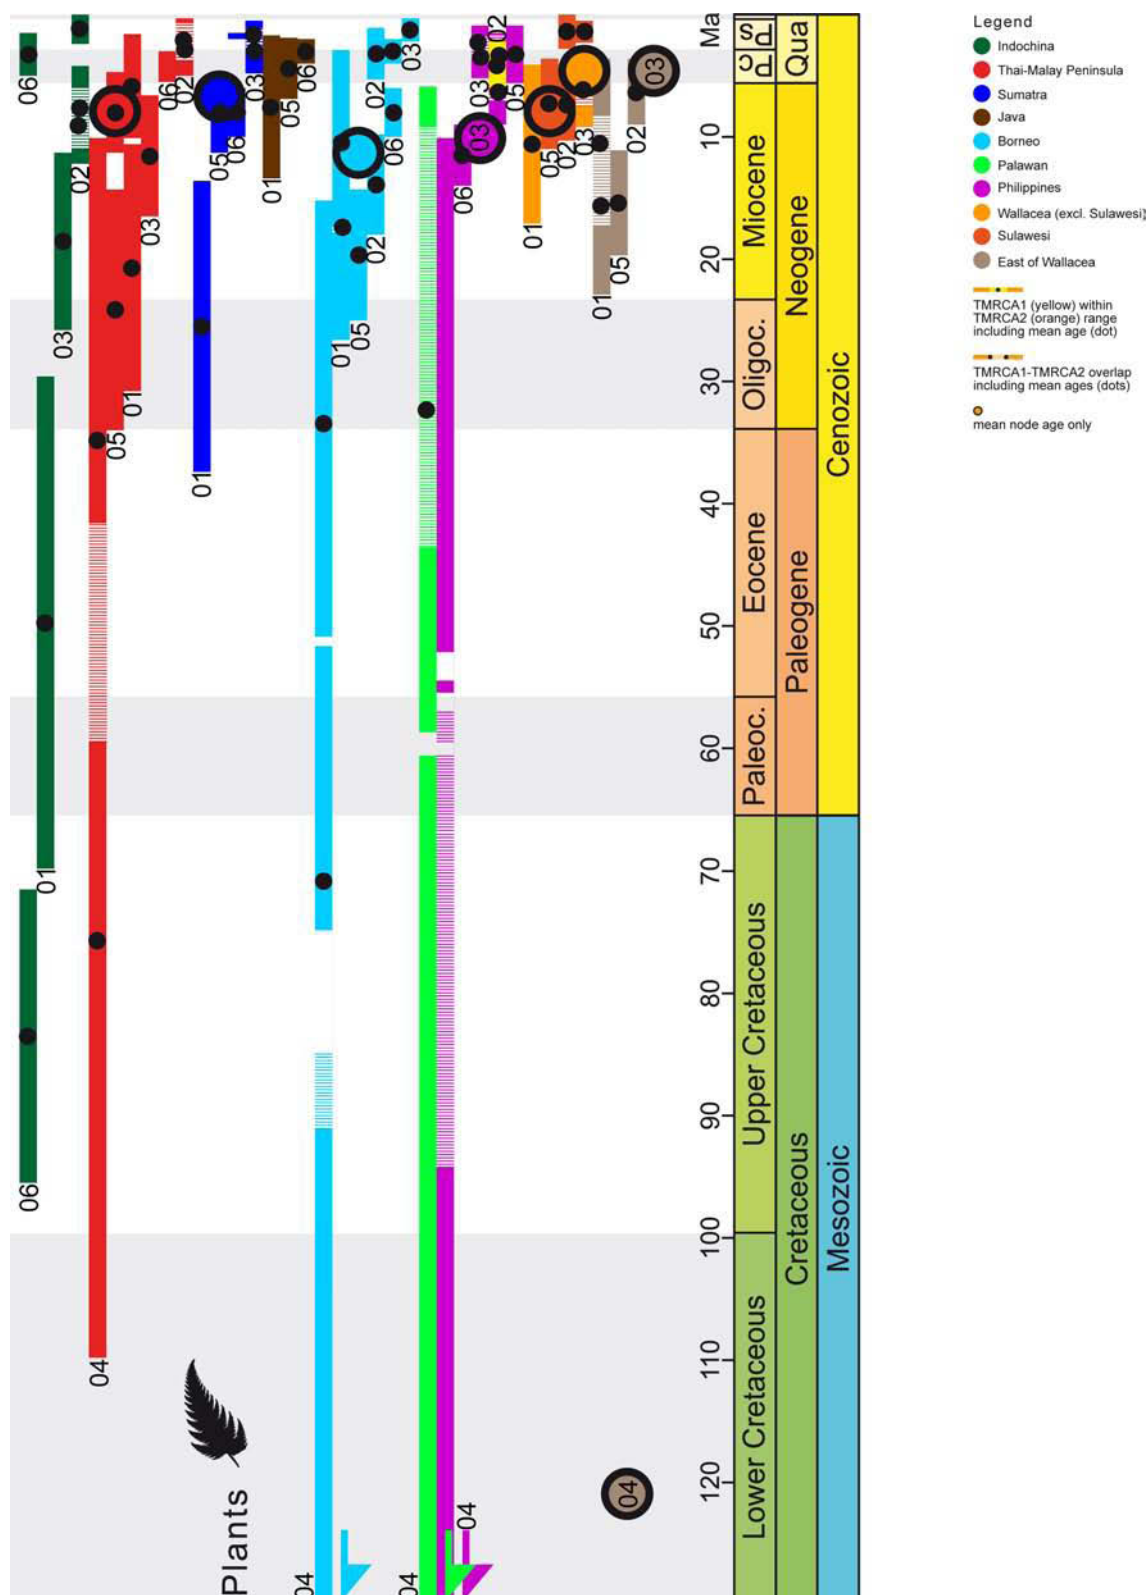 Ma
Pl.
Qua
Miocene
Neogene
Oligoc.
Cenozoic
Eocene
Paleogene
Paleoc.
Upper Cretaceous
Cretaceous
Mesozoic
Lower Cretaceous
10
20
30
40
50
60
70
80
90
100
110
120
Legend
Indochina
Thai-Malay Peninsula
Sumatra
Java
Borneo
Palawan
Philippines
Wallacea (excl. Sulawesi)
Sulawesi
East of Wallacea
TMRCA1 (yellow) within
TMRCA2 (orange) range
including mean age (dot)
TMRCA1-TMRCA2 overlap
including mean ages (dots)
mean node age only
06
02
03
01
06
05
01
03
04
06
02
05
06
03
01
01
05
06
02
03
06
01
05
02
04
03
02
05
03
06
04
04
01
05
02
03
01
05
02
03
04
Plants